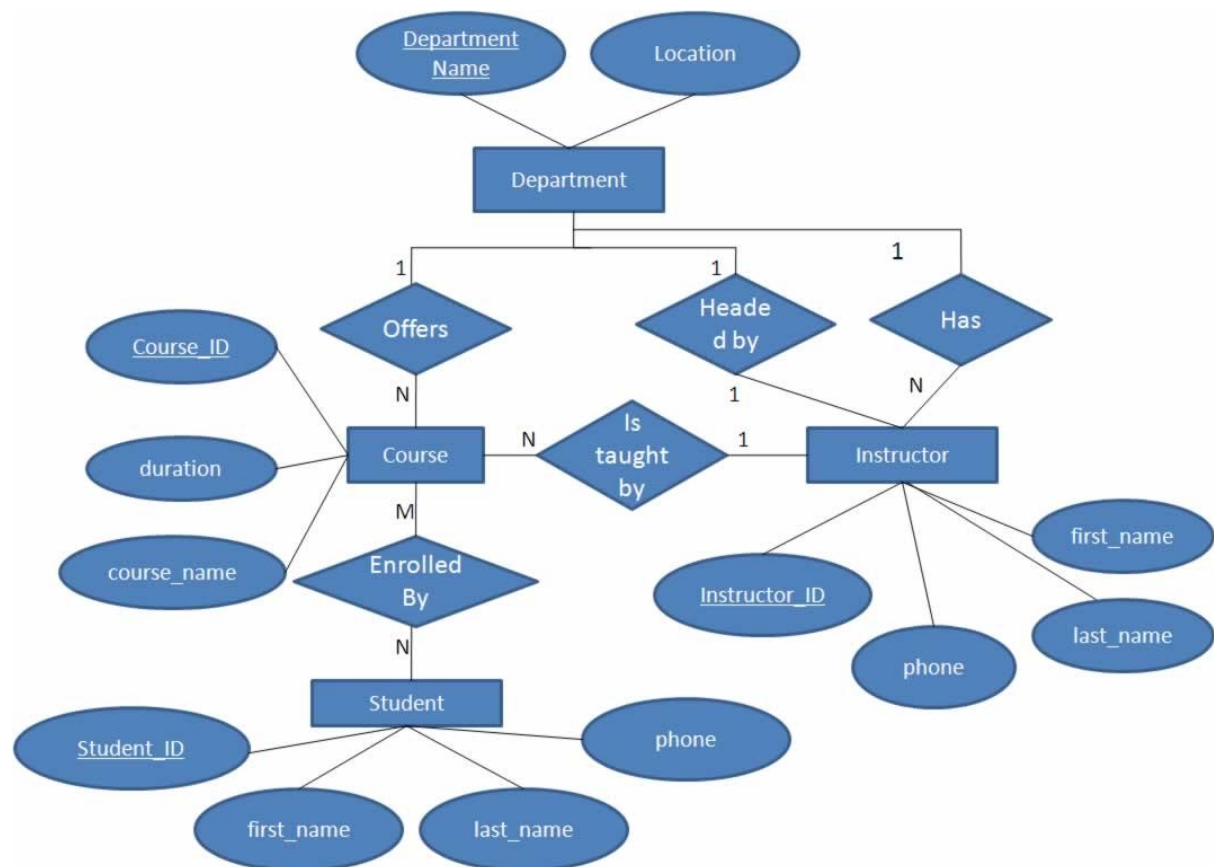 Department
Name
Location
Department
1
1
1
Offers
Heade
d by
Has
Course_ID
N
1
N
duration
Course
N
Is
taught
by
1
Instructor
course_name
M
Enrolled
By
N
first_name
Instructor_ID
last_name
phone
Student
Student_ID
phone
first_name
last_name